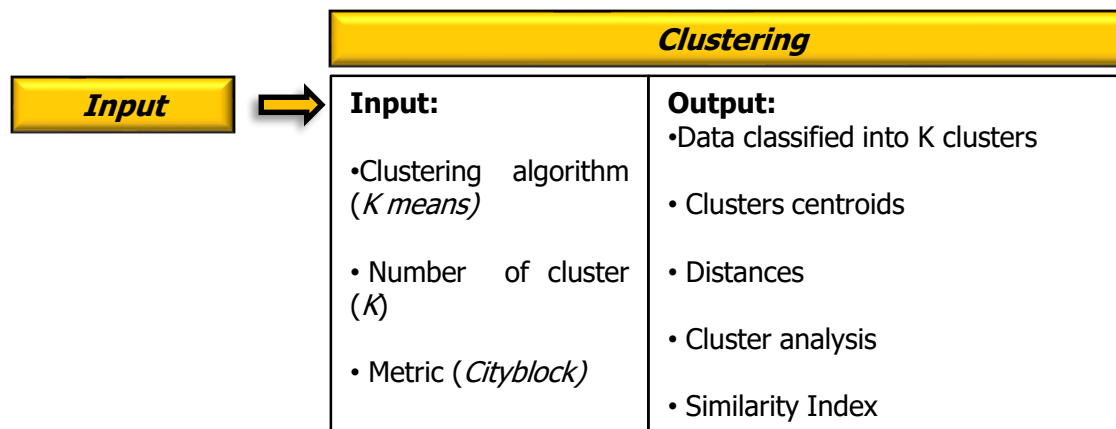 Clustering
Input
Input:
•Clustering algorithm
(K means)
• Number of cluster
(K)
• Metric (Cityblock)
Output:
•Data classified into K clusters
• Clusters centroids
• Distances
• Cluster analysis
• Similarity Index